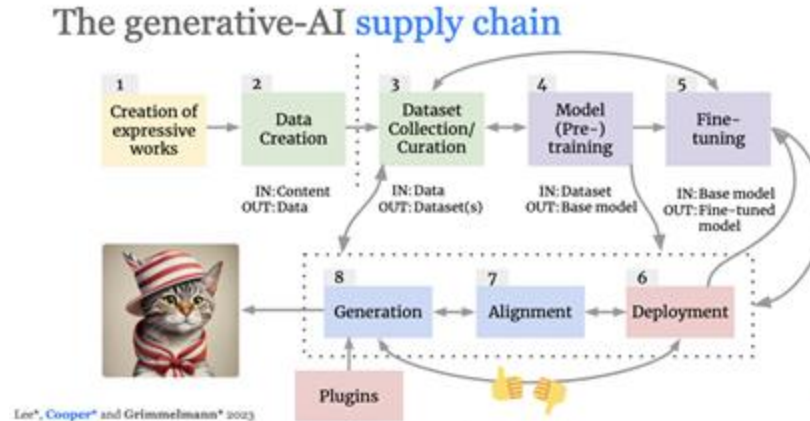 The generative-AI supply chain
1
Creation of
expressive
works
2
Data
Creation
3
Dataset
Collection/
Curation
4
Model
(Pre-)
training
5
Fine-
tuning
IN: Content
OUT: Data
IN: Data
OUT: Dataset(s)
IN: Dataset
OUT: Base model
IN: Base model
OUT: Fine-tuned
model
8
Generation
7
Alignment
6
Deployment
Plugins
Lee*, Cooper* and Grimmelmann* 2023